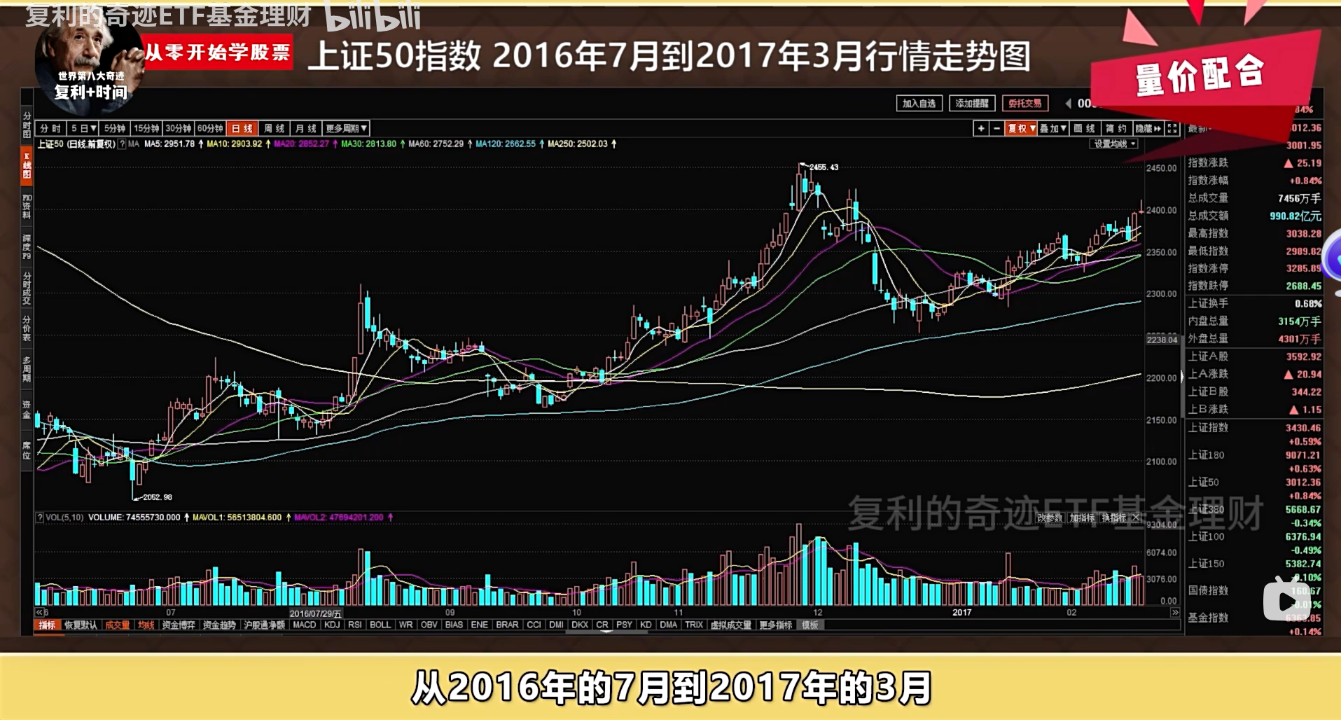 复利的奇迹ETF基金理财 bilibili
从零开始学股票
世界第八大奇迹
复利+时间
上证50指数 2016年7月到2017年3月行情走势图
量价配合
加入自选 添加提醒 委托交易
分时 5日▼ 5分钟 15分钟 30分钟 60分钟 日线 周线 月线 更多周期▼
+ - 复权▼ 叠加▼ 画线 简约 隐藏
上证50 (日线.前复权) ? MA MA5: 2951.78 ↑ MA10: 2903.92 ↑ MA20: 2852.27 ↑ MA30: 2813.80 ↑ MA60: 2752.29 ↑ MA120: 2662.55 ↑ MA250: 2502.03 ↑
设置均线▼
分时图
K线图
深度F9
分时成交
分价表
多周期
资金
席位
2455.43
2052.98
2450.00
2400.00
2350.00
2300.00
2238.04
2200.00
2150.00
2100.00
012.36
3001.95
指数涨跌 ▲ 25.19
指数涨幅 +0.84%
总成交量 7456万手
总成交额 990.82亿元
最高指数 3038.28
最低指数 2989.82
指数涨停 3285.89
指数跌停 2688.45
上证换手 0.68%
内盘总量 3154万手
外盘总量 4301万手
上证A股 3592.92
上A涨跌 ▲ 20.94
上证B股 344.22
上B涨跌 ▲ 1.15
上证指数 3430.46
+0.59%
上证180 9071.21
+0.63%
上证50 3012.36
+0.84%
上证380 5668.67
-0.34%
上证100 6376.94
-0.49%
上证150 5382.74
国债指数
基金指数
+0.14%
? VOL(5,10) VOLUME: 74555730.000 ↑ MAVOL1: 56513804.600 ↑ MAVOL2: 47694201.200 ↑
改参数 加指标 换指标 ×
复利的奇迹ETF基金理财
9304.00
6074.00
3076.00
0.00
07 2016/07/29/五 09 10 11 12 2017 02
指标 恢复默认 成交量 均线 资金博弈 资金趋势 沪股通净额 MACD KDJ RSI BOLL WR OBV BIAS ENE BRAR CCI DMI DKX CR PSY KD DMA TRIX 虚拟成交量 更多指标 模板
从2016年的7月到2017年的3月